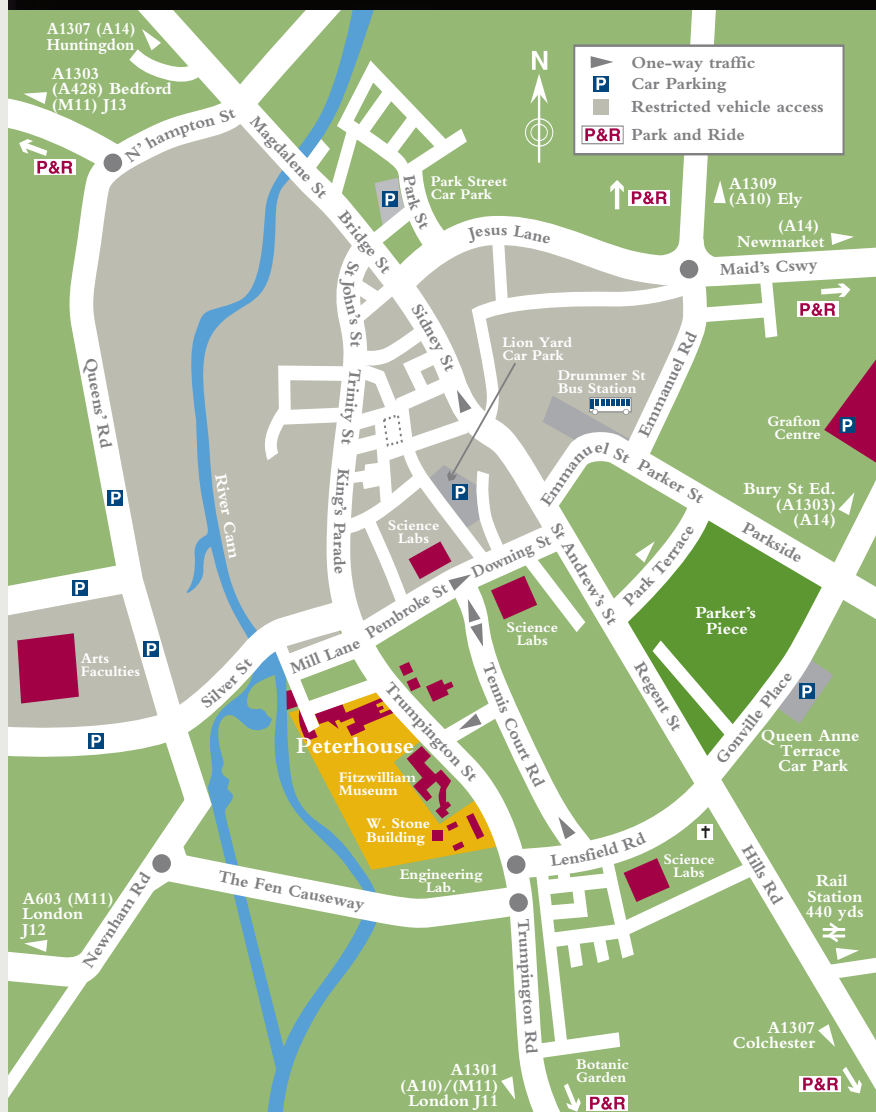 A1307 (A14)
Huntingdon
A1303
(A428) Bedford
(M11) J13
P&R
N' hampton St
Magdalene St
N
One-way traffic
P Car Parking
Restricted vehicle access
P&R Park and Ride
P
Park Street
Car Park
Park St
Bridge St
Jesus Lane
P&R
A1309
(A10) Ely
(A14)
Newmarket
Maid's Cswy
P&R
St John's St
Sidney St
Lion Yard
Car Park
Drummer St
Bus Station
Emmanuel Rd
Grafton
Centre
P
Queens' Rd
Trinity St
King's Parade
River Cam
P
P
Science
Labs
Emmanuel St
Parker St
Bury St Ed.
(A1303)
(A14)
Parkside
Park Terrace
Parker's
Piece
St Andrew's St
Downing St
Pembroke St
Mill Lane
Science
Labs
P
P
Arts
Faculties
P
Silver St
Regent St
Gonville Place
P
Queen Anne
Terrace
Car Park
Tennis Court Rd
Trumpington St
Peterhouse
Fitzwilliam
Museum
W. Stone
Building
Engineering
Lab.
Lensfield Rd
Science
Labs
Hills Rd
Rail
Station
440 yds
The Fen Causeway
Newnham Rd
A603 (M11)
London
J12
Trumpington Rd
Botanic
Garden
A1301
(A10)/(M11)
London J11
P&R
A1307
Colchester
P&R